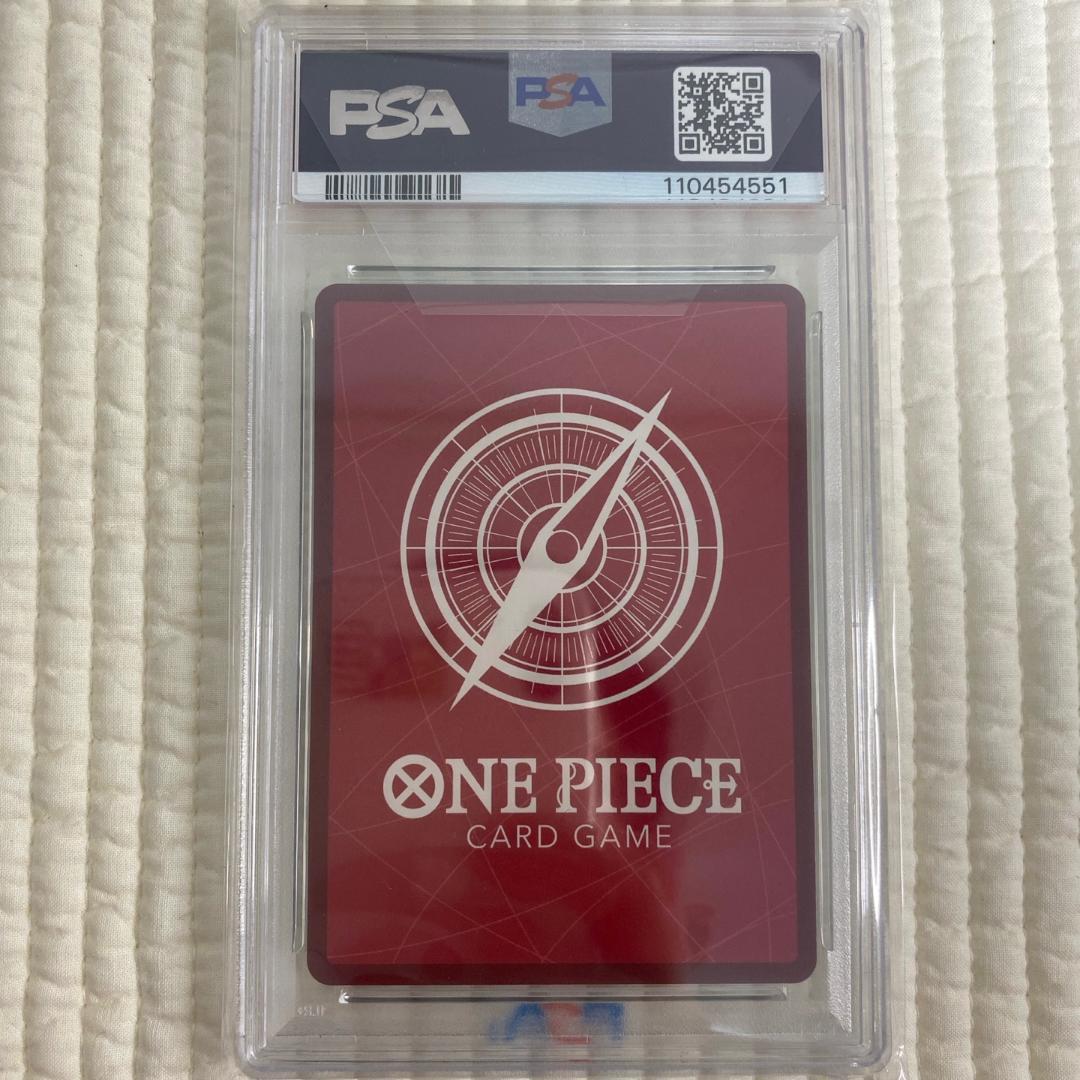 PSA
PSA
110454551
ONE PIECE
CARD GAME